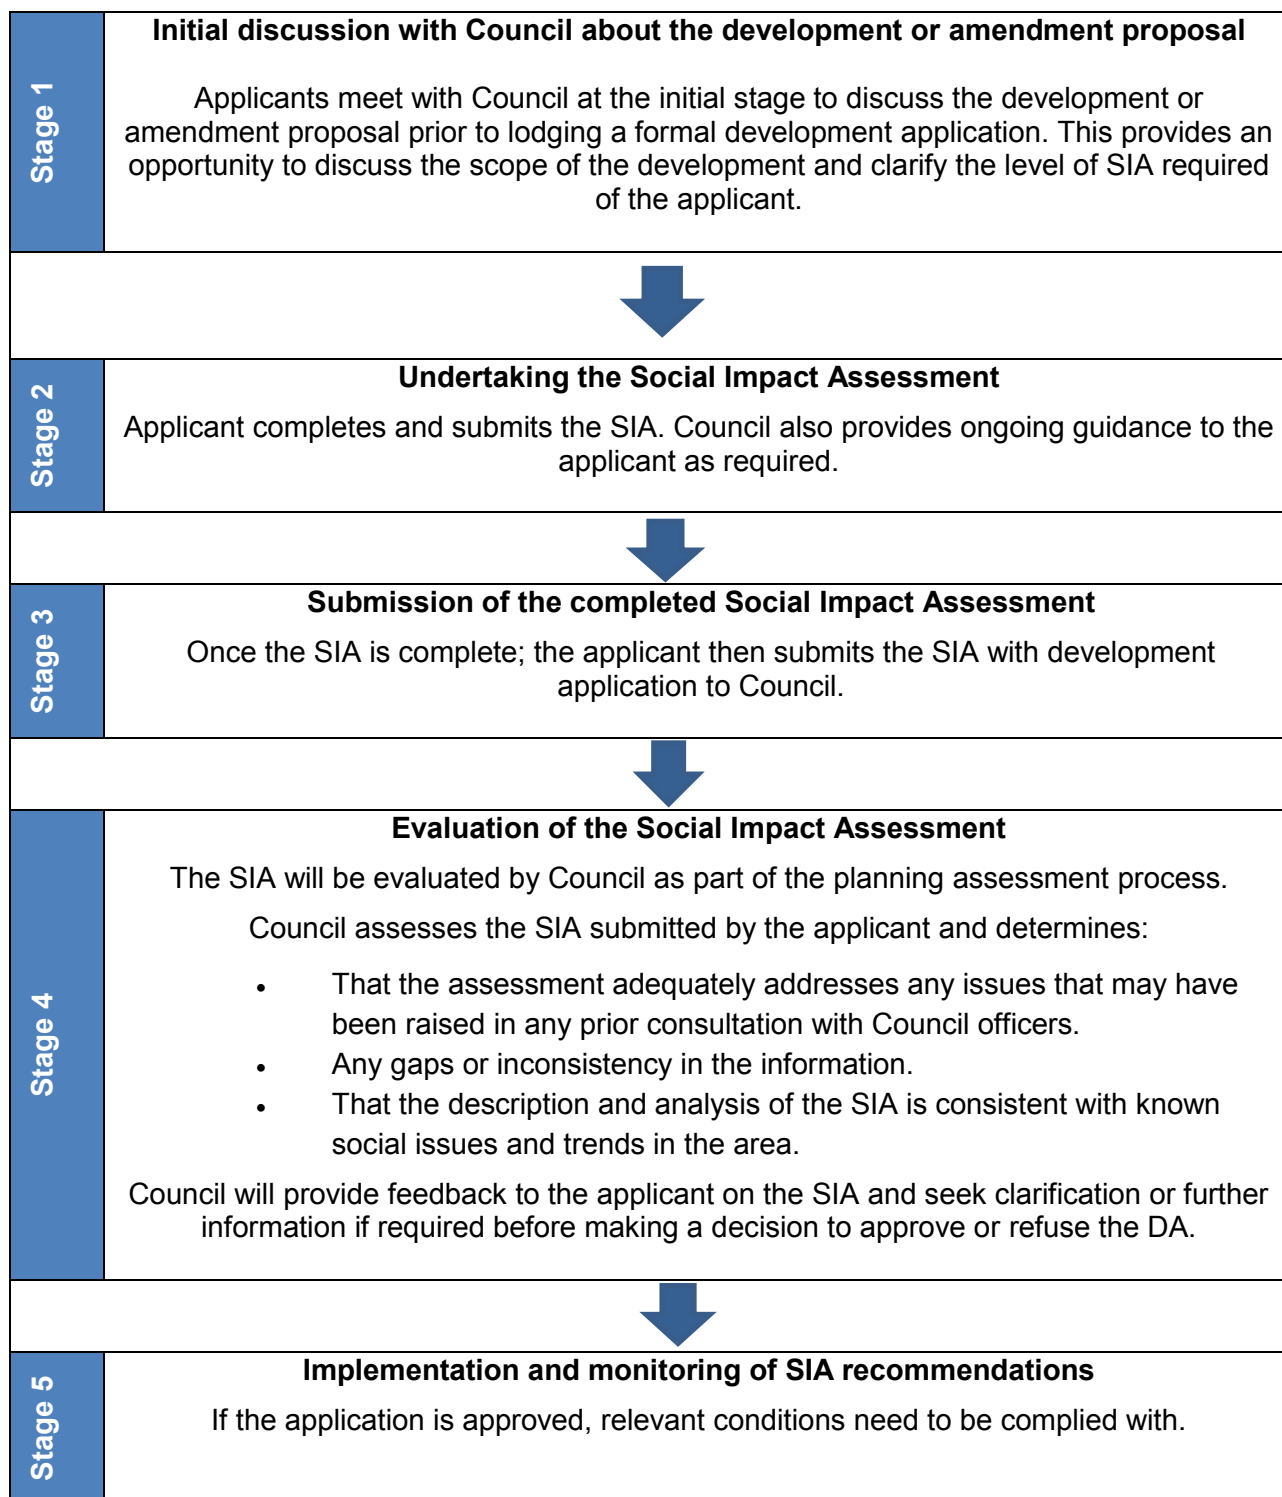 Stage 1
Initial discussion with Council about the development or amendment proposal
Applicants meet with Council at the initial stage to discuss the development or
amendment proposal prior to lodging a formal development application. This provides an
opportunity to discuss the scope of the development and clarify the level of SIA required
of the applicant.
Stage 2
Undertaking the Social Impact Assessment
Applicant completes and submits the SIA. Council also provides ongoing guidance to the
applicant as required.
Stage 3
Submission of the completed Social Impact Assessment
Once the SIA is complete; the applicant then submits the SIA with development
application to Council.
Stage 4
Evaluation of the Social Impact Assessment
The SIA will be evaluated by Council as part of the planning assessment process.
Council assesses the SIA submitted by the applicant and determines:
• That the assessment adequately addresses any issues that may have
been raised in any prior consultation with Council officers.
• Any gaps or inconsistency in the information.
• That the description and analysis of the SIA is consistent with known
social issues and trends in the area.
Council will provide feedback to the applicant on the SIA and seek clarification or further
information if required before making a decision to approve or refuse the DA.
Stage 5
Implementation and monitoring of SIA recommendations
If the application is approved, relevant conditions need to be complied with.